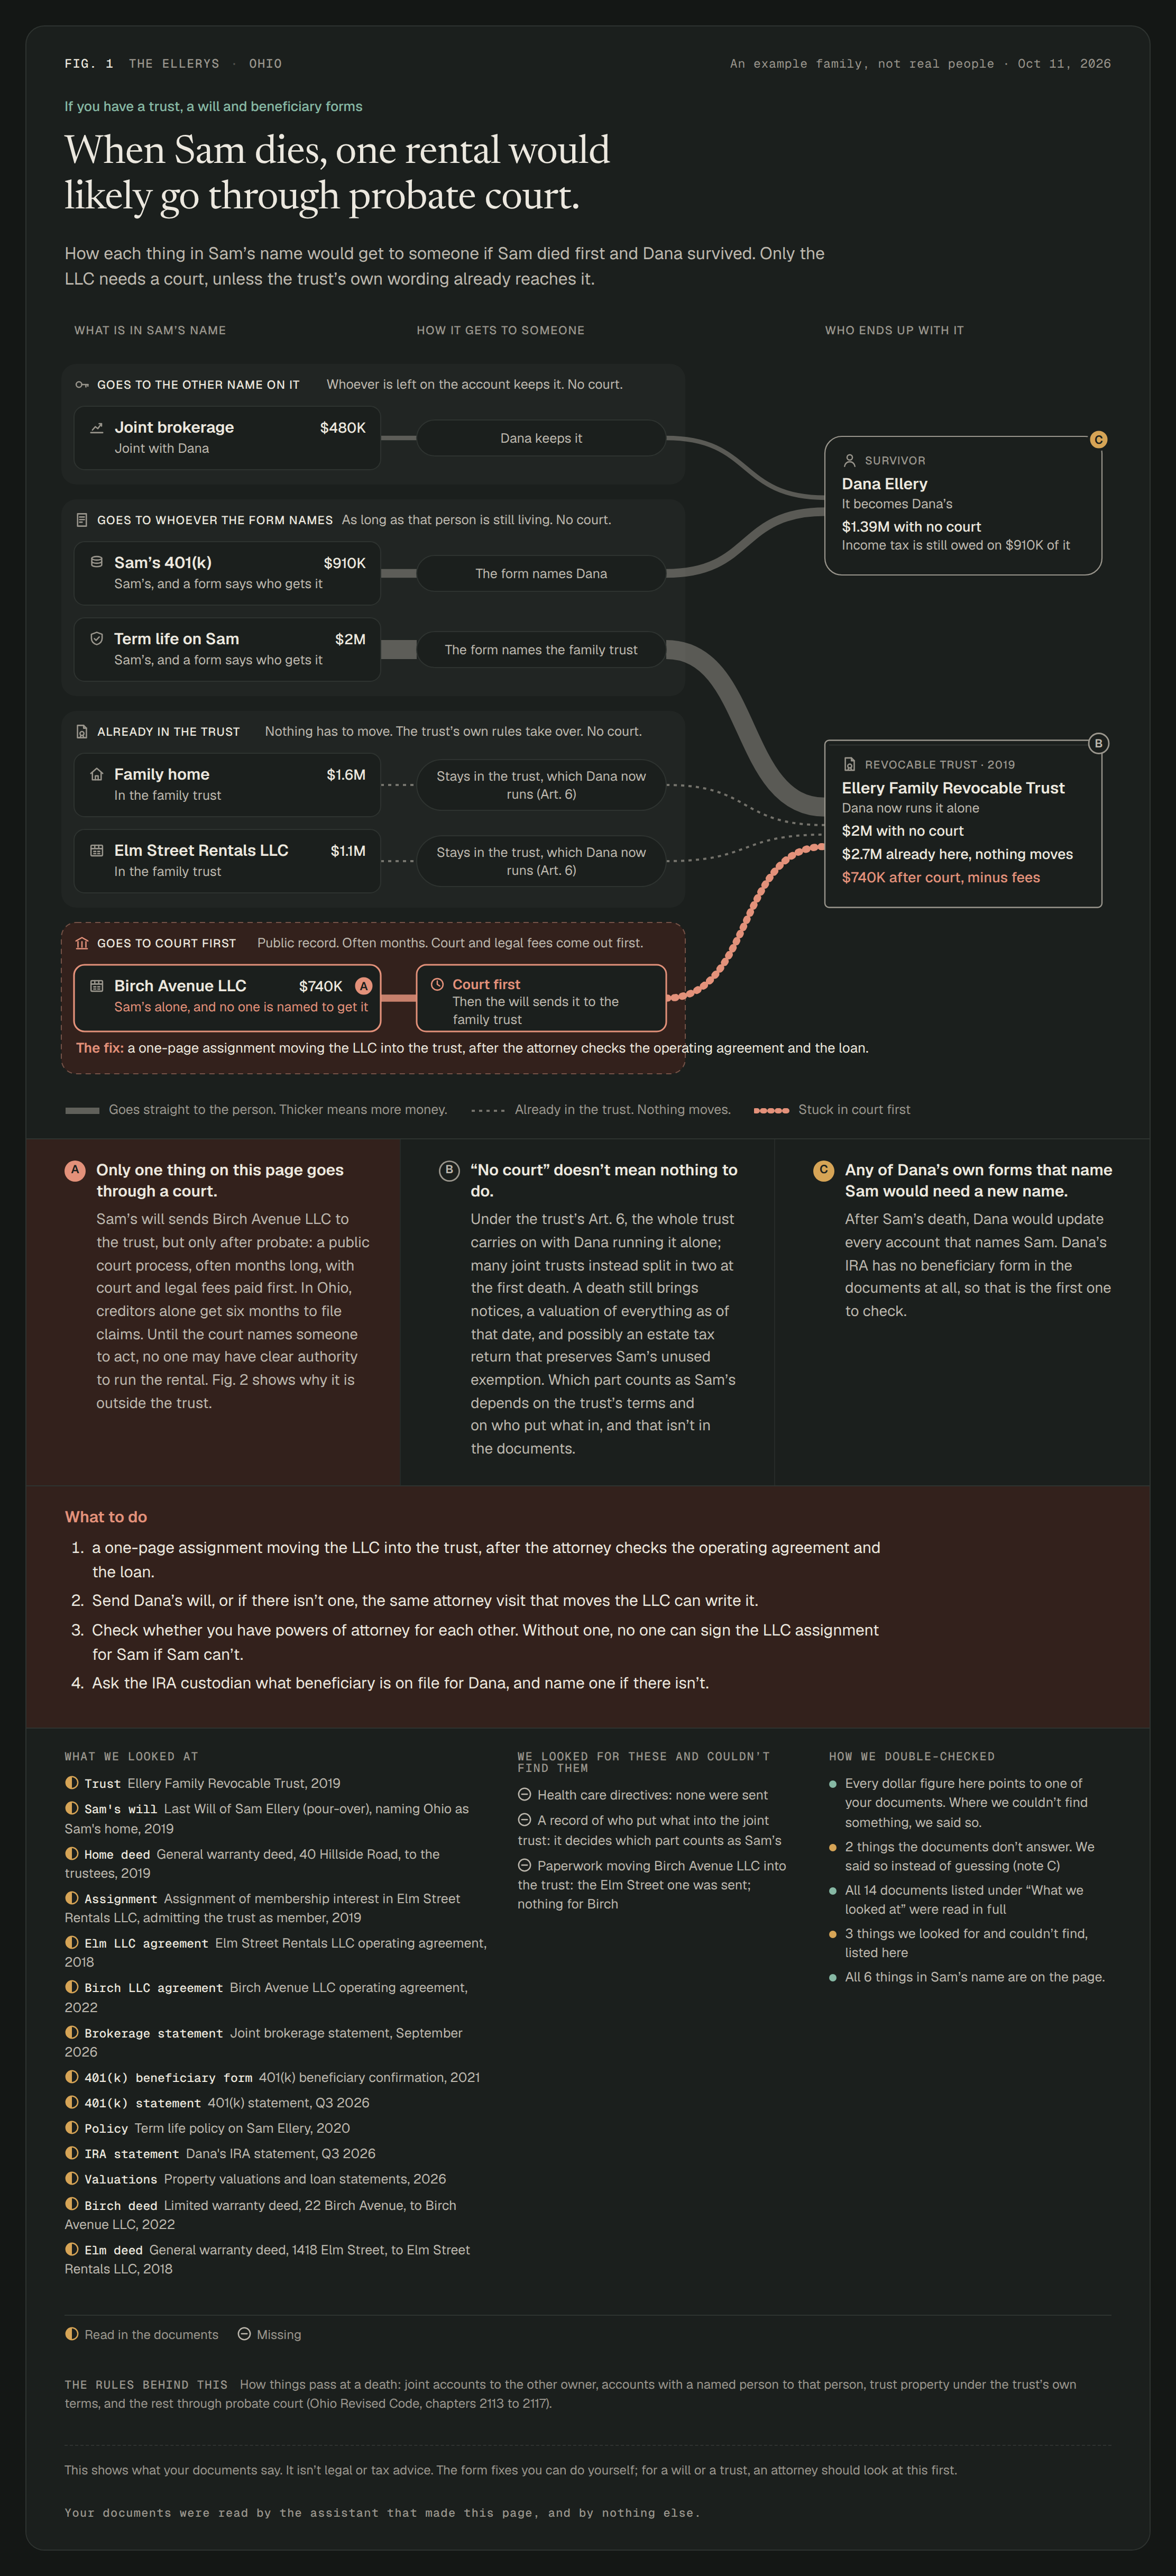 FIG. 1 THE ELLERYS · OHIO
An example family, not real people · Oct 11, 2026
If you have a trust, a will and beneficiary forms
When Sam dies, one rental would
likely go through probate court.
How each thing in Sam’s name would get to someone if Sam died first and Dana survived. Only the
LLC needs a court, unless the trust’s own wording already reaches it.
WHAT IS IN SAM’S NAME
HOW IT GETS TO SOMEONE
WHO ENDS UP WITH IT
GOES TO THE OTHER NAME ON IT Whoever is left on the account keeps it. No court.
Joint brokerage $480K
Joint with Dana
Dana keeps it
GOES TO WHOEVER THE FORM NAMES As long as that person is still living. No court.
Sam’s 401(k) $910K
Sam’s, and a form says who gets it
The form names Dana
Term life on Sam $2M
Sam’s, and a form says who gets it
The form names the family trust
C
SURVIVOR
Dana Ellery
It becomes Dana’s
$1.39M with no court
Income tax is still owed on $910K of it
ALREADY IN THE TRUST Nothing has to move. The trust’s own rules take over. No court.
Family home $1.6M
In the family trust
Stays in the trust, which Dana now
runs (Art. 6)
Elm Street Rentals LLC $1.1M
In the family trust
Stays in the trust, which Dana now
runs (Art. 6)
B
REVOCABLE TRUST · 2019
Ellery Family Revocable Trust
Dana now runs it alone
$2M with no court
$2.7M already here, nothing moves
$740K after court, minus fees
GOES TO COURT FIRST Public record. Often months. Court and legal fees come out first.
Birch Avenue LLC $740K A
Sam’s alone, and no one is named to get it
Court first
Then the will sends it to the
family trust
The fix: a one-page assignment moving the LLC into the trust, after the attorney checks the operating agreement and the loan.
Goes straight to the person. Thicker means more money.
Already in the trust. Nothing moves.
Stuck in court first
A
Only one thing on this page goes
through a court.
Sam’s will sends Birch Avenue LLC to
the trust, but only after probate: a public
court process, often months long, with
court and legal fees paid first. In Ohio,
creditors alone get six months to file
claims. Until the court names someone
to act, no one may have clear authority
to run the rental. Fig. 2 shows why it is
outside the trust.
B
“No court” doesn’t mean nothing to
do.
Under the trust’s Art. 6, the whole trust
carries on with Dana running it alone;
many joint trusts instead split in two at
the first death. A death still brings
notices, a valuation of everything as of
that date, and possibly an estate tax
return that preserves Sam’s unused
exemption. Which part counts as Sam’s
depends on the trust’s terms and
on who put what in, and that isn’t in
the documents.
C
Any of Dana’s own forms that name
Sam would need a new name.
After Sam’s death, Dana would update
every account that names Sam. Dana’s
IRA has no beneficiary form in the
documents at all, so that is the first one
to check.
What to do
1. a one-page assignment moving the LLC into the trust, after the attorney checks the operating agreement and
the loan.
2. Send Dana’s will, or if there isn’t one, the same attorney visit that moves the LLC can write it.
3. Check whether you have powers of attorney for each other. Without one, no one can sign the LLC assignment
for Sam if Sam can’t.
4. Ask the IRA custodian what beneficiary is on file for Dana, and name one if there isn’t.
WHAT WE LOOKED AT
Trust Ellery Family Revocable Trust, 2019
Sam's will Last Will of Sam Ellery (pour-over), naming Ohio as
Sam's home, 2019
Home deed General warranty deed, 40 Hillside Road, to the
trustees, 2019
Assignment Assignment of membership interest in Elm Street
Rentals LLC, admitting the trust as member, 2019
Elm LLC agreement Elm Street Rentals LLC operating agreement,
2018
Birch LLC agreement Birch Avenue LLC operating agreement,
2022
Brokerage statement Joint brokerage statement, September
2026
401(k) beneficiary form 401(k) beneficiary confirmation, 2021
401(k) statement 401(k) statement, Q3 2026
Policy Term life policy on Sam Ellery, 2020
IRA statement Dana's IRA statement, Q3 2026
Valuations Property valuations and loan statements, 2026
Birch deed Limited warranty deed, 22 Birch Avenue, to Birch
Avenue LLC, 2022
Elm deed General warranty deed, 1418 Elm Street, to Elm Street
Rentals LLC, 2018
WE LOOKED FOR THESE AND COULDN’T
FIND THEM
Health care directives: none were sent
A record of who put what into the joint
trust: it decides which part counts as Sam’s
Paperwork moving Birch Avenue LLC into
the trust: the Elm Street one was sent;
nothing for Birch
HOW WE DOUBLE-CHECKED
Every dollar figure here points to one of
your documents. Where we couldn’t find
something, we said so.
2 things the documents don’t answer. We
said so instead of guessing (note C)
All 14 documents listed under “What we
looked at” were read in full
3 things we looked for and couldn’t find,
listed here
All 6 things in Sam’s name are on the page.
Read in the documents
Missing
THE RULES BEHIND THIS How things pass at a death: joint accounts to the other owner, accounts with a named person to that person, trust property under the trust’s own
terms, and the rest through probate court (Ohio Revised Code, chapters 2113 to 2117).
This shows what your documents say. It isn’t legal or tax advice. The form fixes you can do yourself; for a will or a trust, an attorney should look at this first.
Your documents were read by the assistant that made this page, and by nothing else.